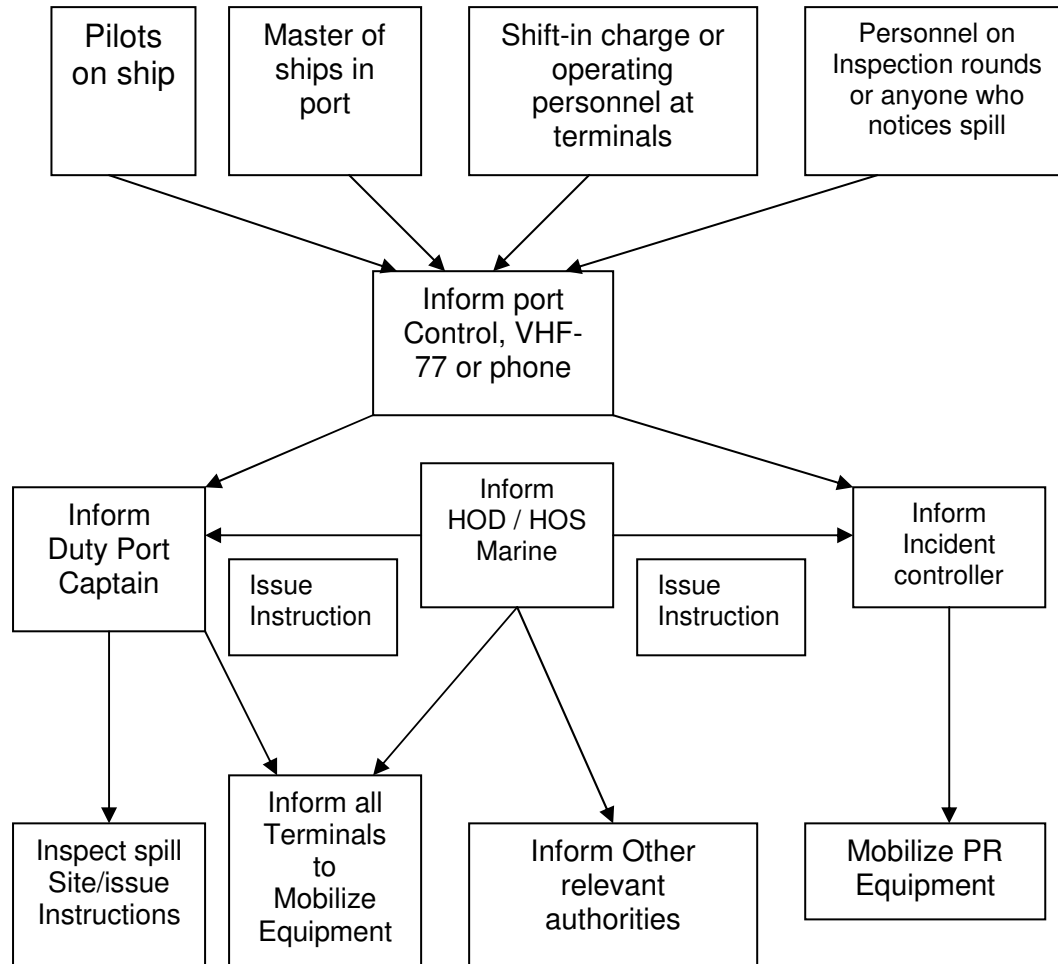 Pilots
on ship
Master of
ships in
port
Shift-in charge or
operating
personnel at
terminals
Personnel on
Inspection rounds
or anyone who
notices spill
Inform port
Control, VHF-
77 or phone
Inform
Duty Port
Captain
Inform
HOD / HOS
Marine
Inform
Incident
controller
Issue
Instruction
Issue
Instruction
Inspect spill
Site/issue
Instructions
Inform all
Terminals
to
Mobilize
Equipment
Inform Other
relevant
authorities
Mobilize PR
Equipment